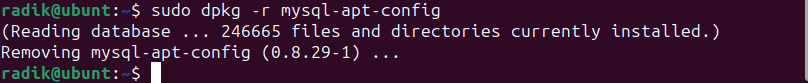 radik@ubunt:~$ sudo dpkg -r mysql-apt-config
(Reading database ... 246665 files and directories currently installed.)
Removing mysql-apt-config (0.8.29-1) ...
radik@ubunt:~$